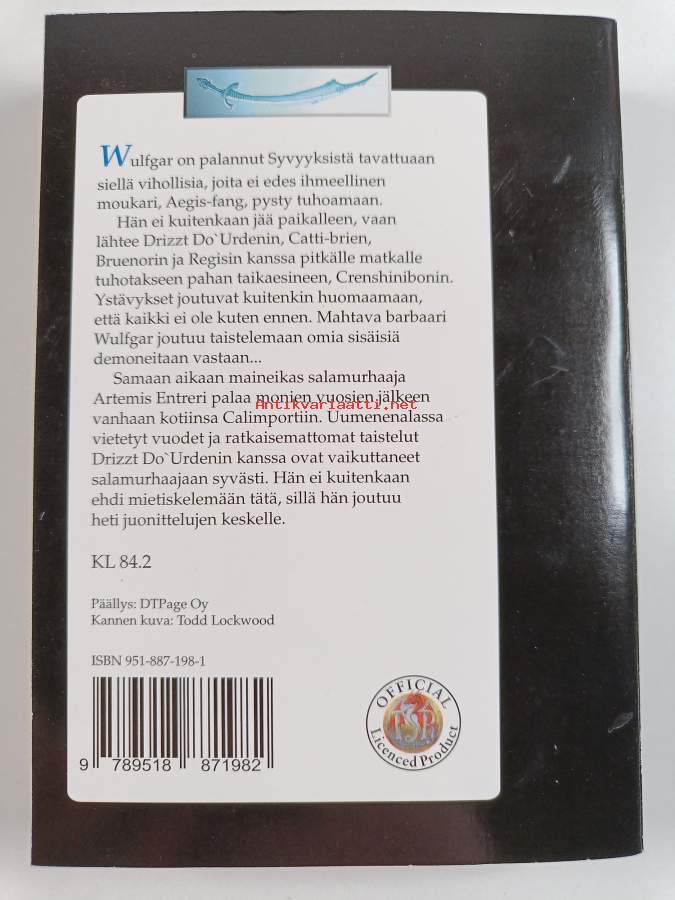 Wulfgar on palannut Syvyyksistä tavattuaan
siellä vihollisia, joita ei edes ihmeellinen
moukari, Aegis-fang, pysty tuhoamaan.
Hän ei kuitenkaan jää paikalleen, vaan
lähtee Drizzt Do`Urdenin, Catti-brien,
Bruenorin ja Regisin kanssa pitkälle matkalle
tuhotakseen pahan taikaesineen, Crenshinibonin.
Ystävykset joutuvat kuitenkin huomaamaan,
että kaikki ei ole kuten ennen. Mahtava barbaari
Wulfgar joutuu taistelemaan omia sisäisiä
demoneitaan vastaan...
Samaan aikaan maineikas salamurhaaja
Artemis Entreri palaa monien vuosien jälkeen
Antikvariaatti.net
vanhaan kotiinsa Calimportiin. Uumenenalassa
vietetyt vuodet ja ratkaisemattomat taistelut
Drizzt Do`Urdenin kanssa ovat vaikuttaneet
salamurhaajaan syvästi. Hän ei kuitenkaan
ehdi mietiskelemään tätä, sillä hän joutuu
heti juonittelujen keskelle.
KL 84.2
Päällys: DTPage Oy
Kannen kuva: Todd Lockwood
ISBN 951-887-198-1
9 789518 871982
OFFICIAL
TSR
Licenced Product